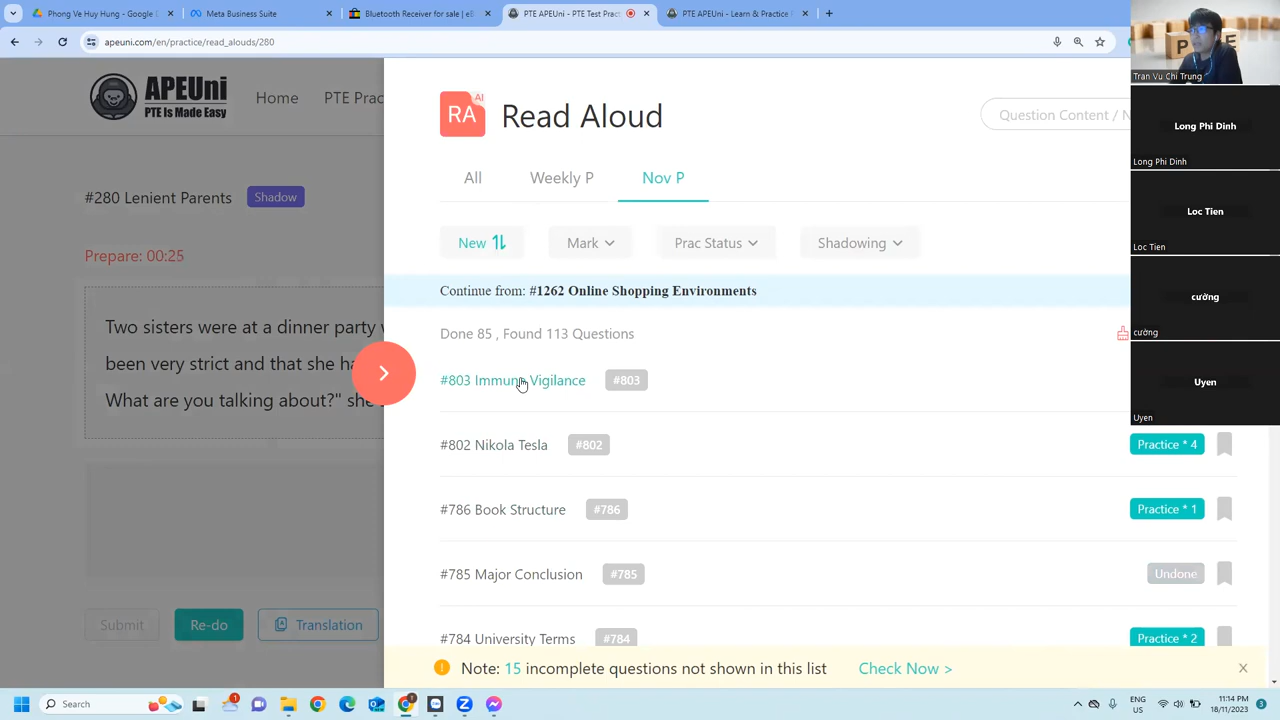 Phong Ve Huy Hung - Google D
Meta Business Suite
Bluetooth Receiver for sale | eB
PTE APEUni - PTE Test Prac
PTE APEUni - Learn & Practice F
apeuni.com/en/practice/read_alouds/280
APEUni
PTE Is Made Easy
Home
PTE Prac
#280 Lenient Parents
Shadow
Prepare: 00:25
Two sisters were at a dinner party w
been very strict and that she ha
What are you talking about?" she
Submit
Re-do
Translation
RA
AI
Read Aloud
Question Content / N
All
Weekly P
Nov P
New
Mark
Prac Status
Shadowing
Continue from: #1262 Online Shopping Environments
Done 85 , Found 113 Questions
#803 Immune Vigilance
#803
#802 Nikola Tesla
#802
Practice * 4
#786 Book Structure
#786
Practice * 1
#785 Major Conclusion
#785
Undone
#784 University Terms
#784
Practice * 2
Note: 15 incomplete questions not shown in this list
Check Now >
Tran Vu Chi Trung
Long Phi Dinh
Long Phi Dinh
Loc Tien
Loc Tien
cường
cường
Uyen
Uyen
Search
ENG
US
11:14 PM
18/11/2023